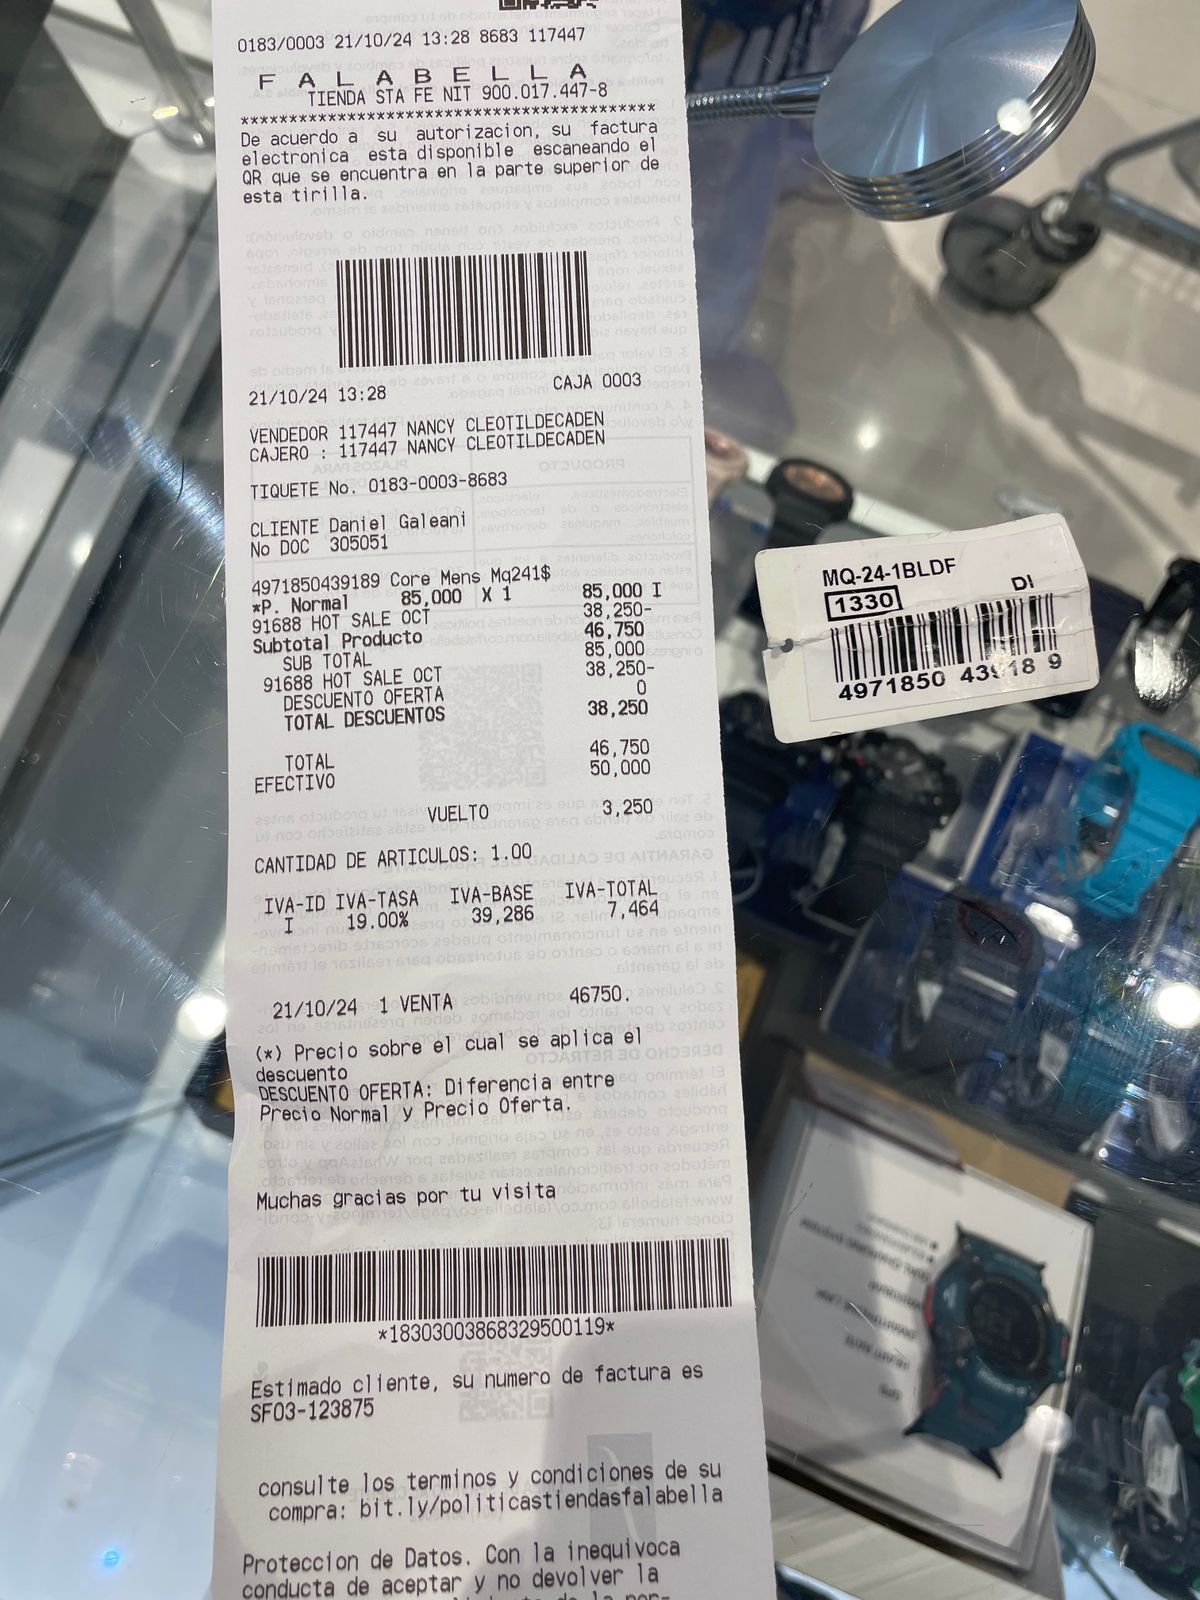 0183/0003 21/10/24 13:28 8683 117447
F A L A B E L L A
TIENDA STA FE NIT 900.017.447-8
****************************************
De acuerdo a su autorizacion, su factura
electronica esta disponible escaneando el
QR que se encuentra en la parte superior de
esta tirilla.
21/10/24 13:28 CAJA 0003
VENDEDOR 117447 NANCY CLEOTILDECADEN
CAJERO : 117447 NANCY CLEOTILDECADEN
TIQUETE No. 0183-0003-8683
CLIENTE Daniel Galeani
No DOC 305051
4971850439189 Core Mens Mq241$
*P. Normal 85,000 X 1 85,000 I
91688 HOT SALE OCT 38,250-
Subtotal Producto 46,750
SUB TOTAL 85,000
91688 HOT SALE OCT 38,250-
DESCUENTO OFERTA 0
TOTAL DESCUENTOS 38,250
TOTAL 46,750
EFECTIVO 50,000
VUELTO 3,250
CANTIDAD DE ARTICULOS: 1.00
IVA-ID IVA-TASA IVA-BASE IVA-TOTAL
I 19.00% 39,286 7,464
21/10/24 1 VENTA 46750.
(*) Precio sobre el cual se aplica el
descuento
DESCUENTO OFERTA: Diferencia entre
Precio Normal y Precio Oferta.
Muchas gracias por tu visita
*18303003868329500119*
Estimado cliente, su numero de factura es
SF03-123875
consulte los terminos y condiciones de su
compra: bit.ly/politicastiendasfalabella
Proteccion de Datos. Con la inequivoca
conducta de aceptar y no devolver la
MQ-24-1BLDF
1330 DI
4971850 43918 9